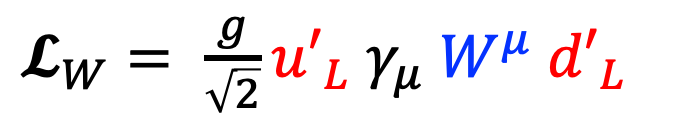 𝓛_W = g/√2 u′_L γ_μ W^μ d′_L